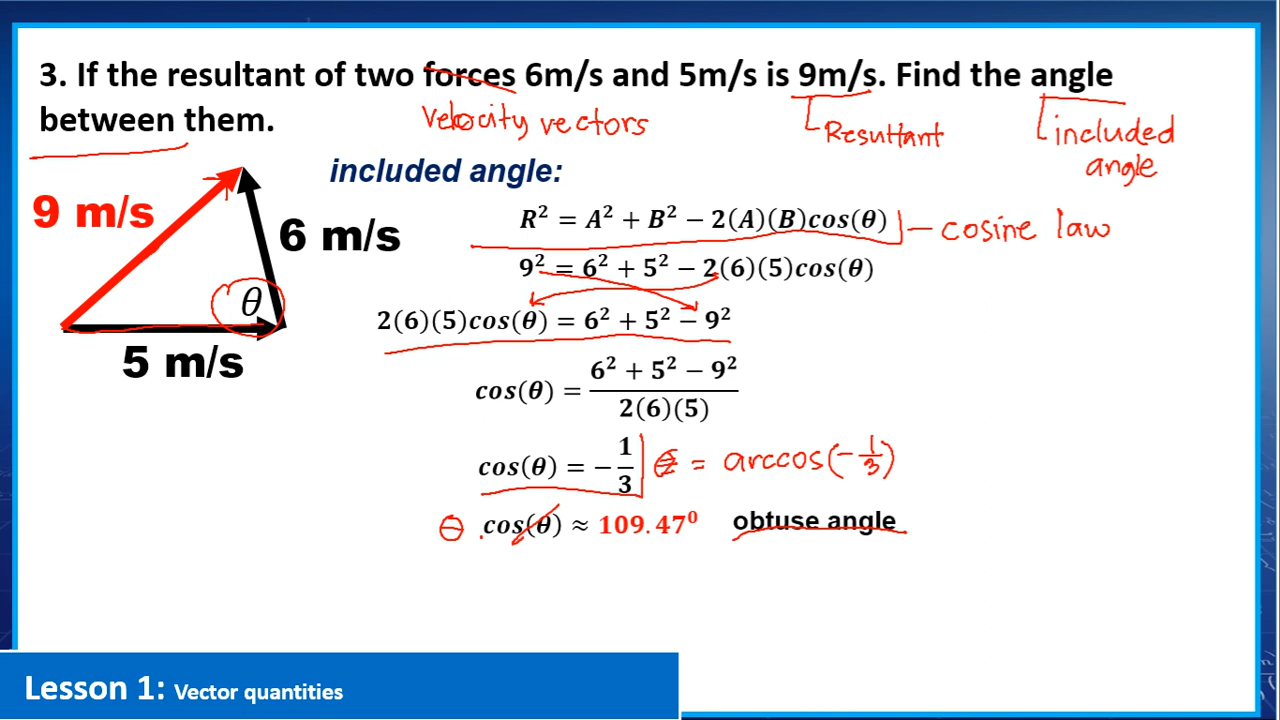 3. If the resultant of two forces 6m/s and 5m/s is 9m/s. Find the angle
between them.
velocity vectors
Resultant
included
angle
included angle:
9 m/s
6 m/s
θ
5 m/s
R² = A² + B² − 2(A)(B)cos(θ)
cosine law
9² = 6² + 5² − 2(6)(5)cos(θ)
2(6)(5)cos(θ) = 6² + 5² − 9²
cos(θ) = (6² + 5² − 9²)/(2(6)(5))
cos(θ) = −1/3
θ = arccos(−1/3)
θ cos(θ) ≈ 109.47⁰ obtuse angle
Lesson 1: Vector quantities